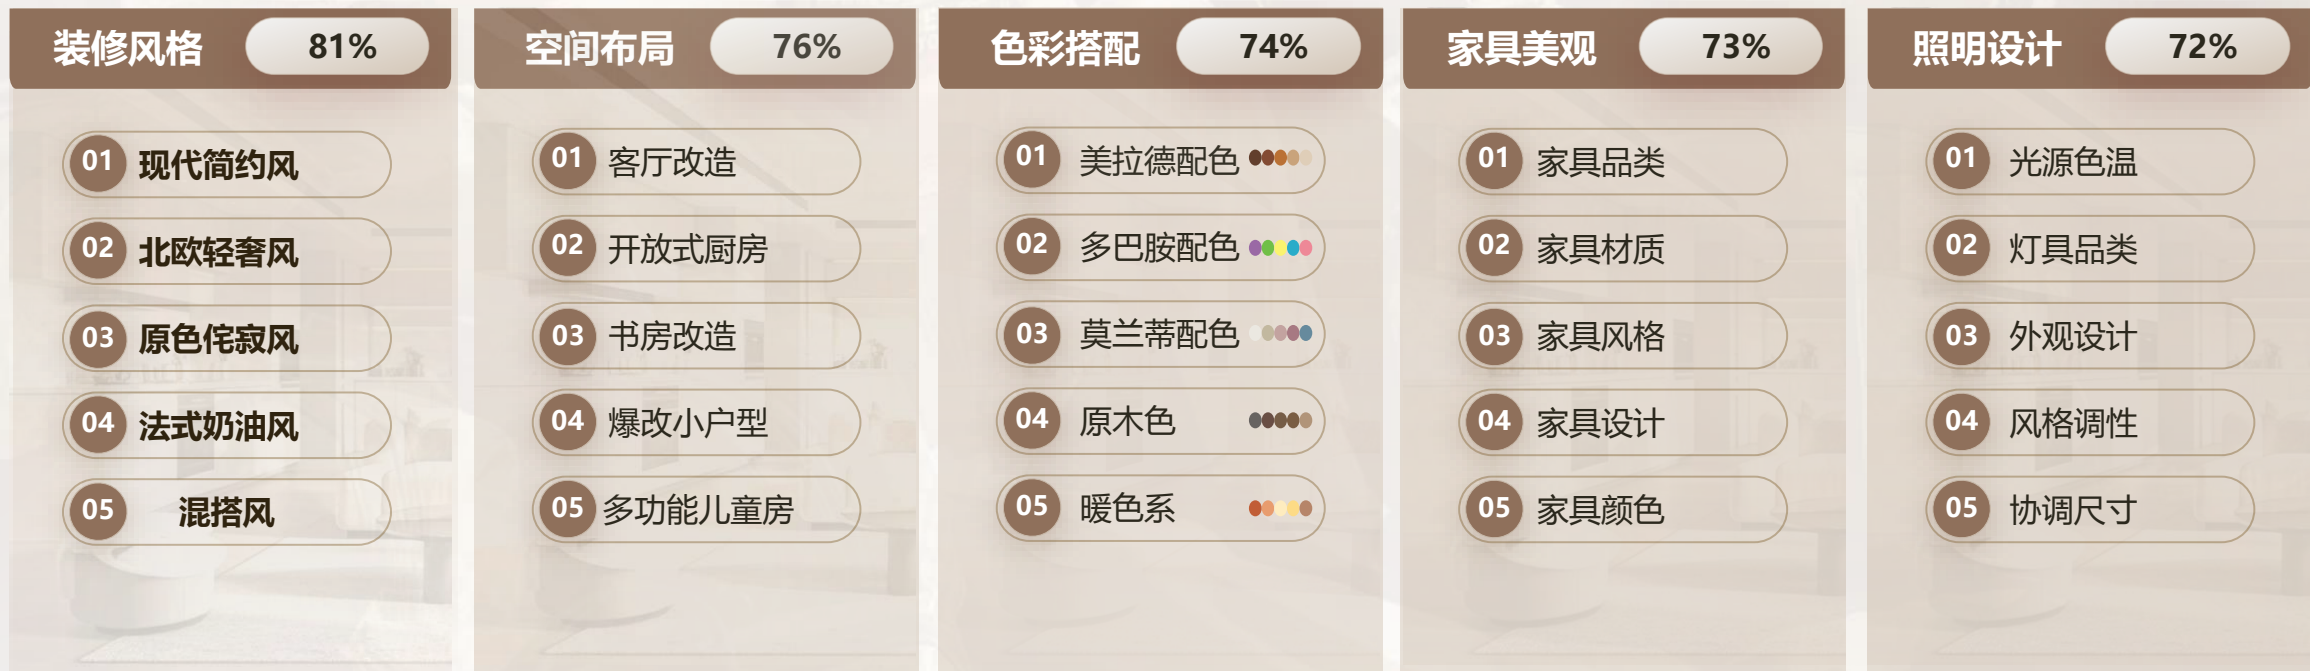 装修风格 81%
01 现代简约风
02 北欧轻奢风
03 原色侘寂风
04 法式奶油风
05 混搭风
空间布局 76%
01 客厅改造
02 开放式厨房
03 书房改造
04 爆改小户型
05 多功能儿童房
色彩搭配 74%
01 美拉德配色
02 多巴胺配色
03 莫兰蒂配色
04 原木色
05 暖色系
家具美观 73%
01 家具品类
02 家具材质
03 家具风格
04 家具设计
05 家具颜色
照明设计 72%
01 光源色温
02 灯具品类
03 外观设计
04 风格调性
05 协调尺寸